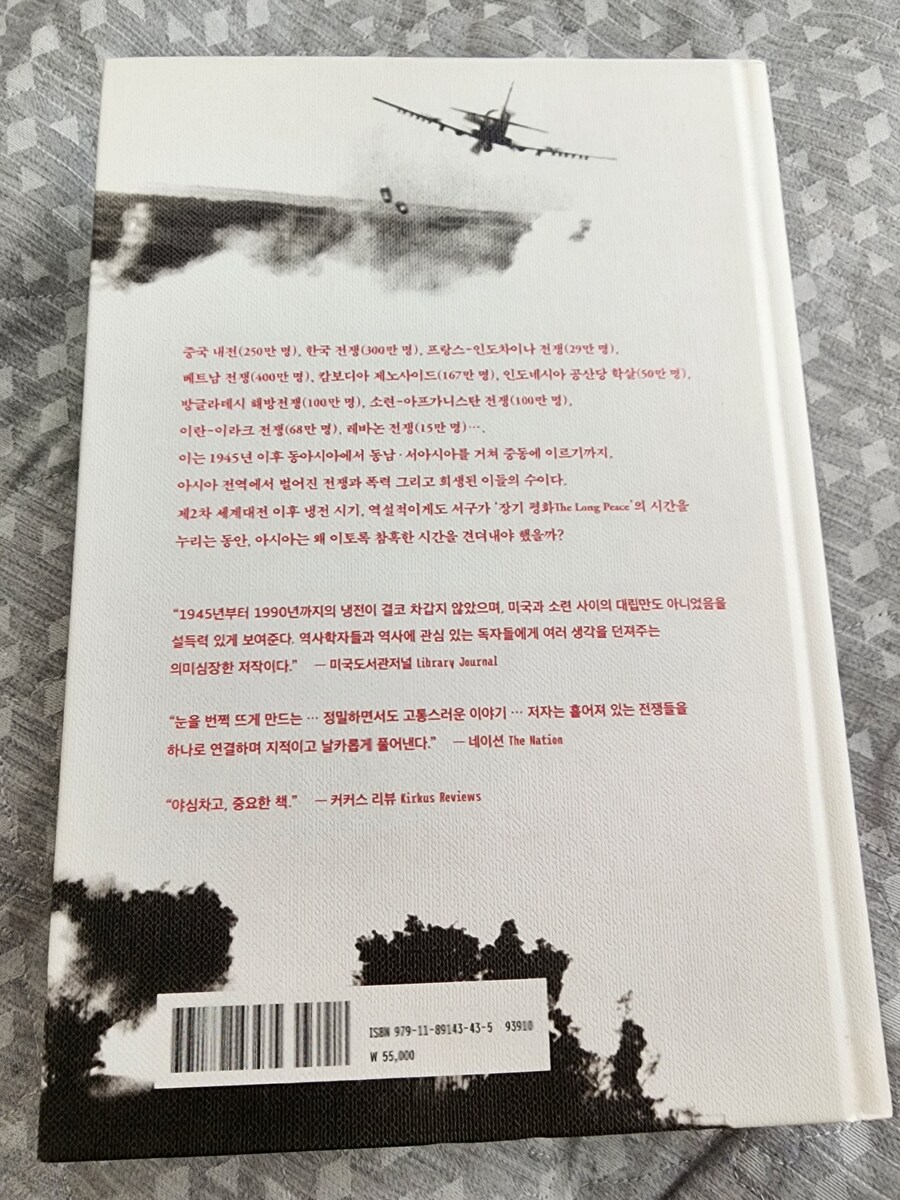 중국 내전(250만 명), 한국 전쟁(300만 명), 프랑스-인도차이나 전쟁(29만 명),
베트남 전쟁(400만 명), 캄보디아 제노사이드(167만 명), 인도네시아 공산당 학살(50만 명),
방글라데시 해방전쟁(100만 명), 소련-아프가니스탄 전쟁(100만 명),
이란-이라크 전쟁(68만 명), 레바논 전쟁(15만 명)….
이는 1945년 이후 동아시아에서 동남·서아시아를 거쳐 중동에 이르기까지,
아시아 전역에서 벌어진 전쟁과 폭력 그리고 희생된 이들의 수이다.
제2차 세계대전 이후 냉전 시기, 역설적이게도 서구가 ‘장기 평화The Long Peace’의 시간을
누리는 동안, 아시아는 왜 이토록 참혹한 시간을 견뎌내야 했을까?
“1945년부터 1990년까지의 냉전이 결코 차갑지 않았으며, 미국과 소련 사이의 대립만도 아니었음을
설득력 있게 보여준다. 역사학자들과 역사에 관심 있는 독자들에게 여러 생각을 던져주는
의미심장한 저작이다.” ─ 미국도서관저널 Library Journal
“눈을 번쩍 뜨게 만드는 … 정밀하면서도 고통스러운 이야기 … 저자는 흩어져 있는 전쟁들을
하나로 연결하며 지적이고 날카롭게 풀어낸다.” ─ 네이션 The Nation
“야심차고, 중요한 책.” ─ 커커스 리뷰 Kirkus Reviews
ISBN 979-11-89143-43-5 93910
₩ 55,000